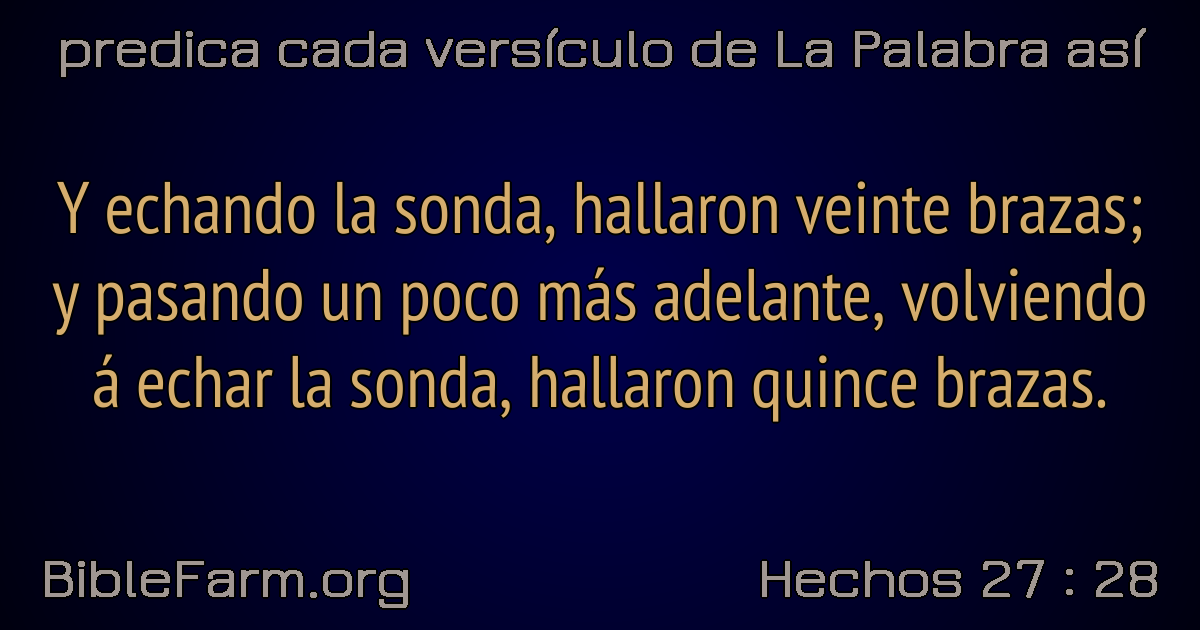 predica cada versículo de La Palabra así
Y echando la sonda, hallaron veinte brazas;
y pasando un poco más adelante, volviendo
á echar la sonda, hallaron quince brazas.
BibleFarm.org
Hechos 27 : 28